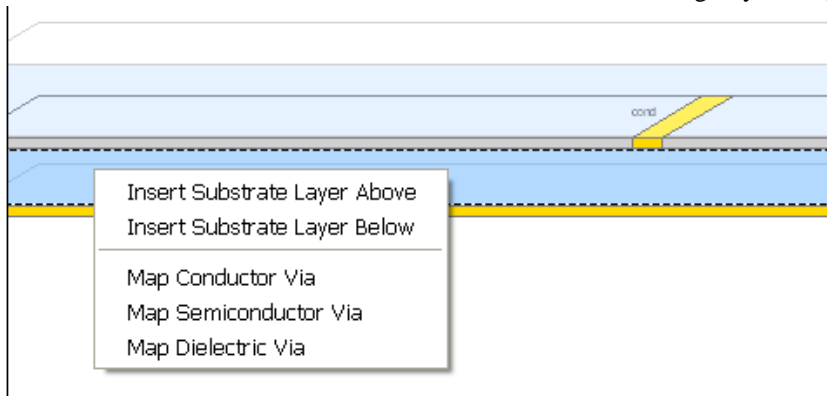 cond
Insert Substrate Layer Above
Insert Substrate Layer Below
Map Conductor Via
Map Semiconductor Via
Map Dielectric Via